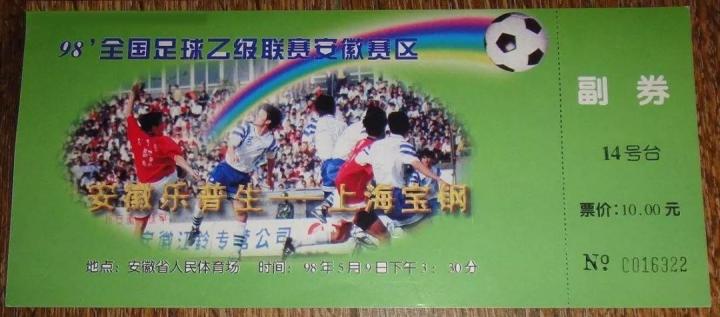 98'全国足球乙级联赛安徽赛区
安徽乐普生——上海宝钢
安徽江铃专营公司
地点：安徽省人民体育场 时间：98年5月9日下午3：30分
副券
14号台
票价：10.00元
№ C016322